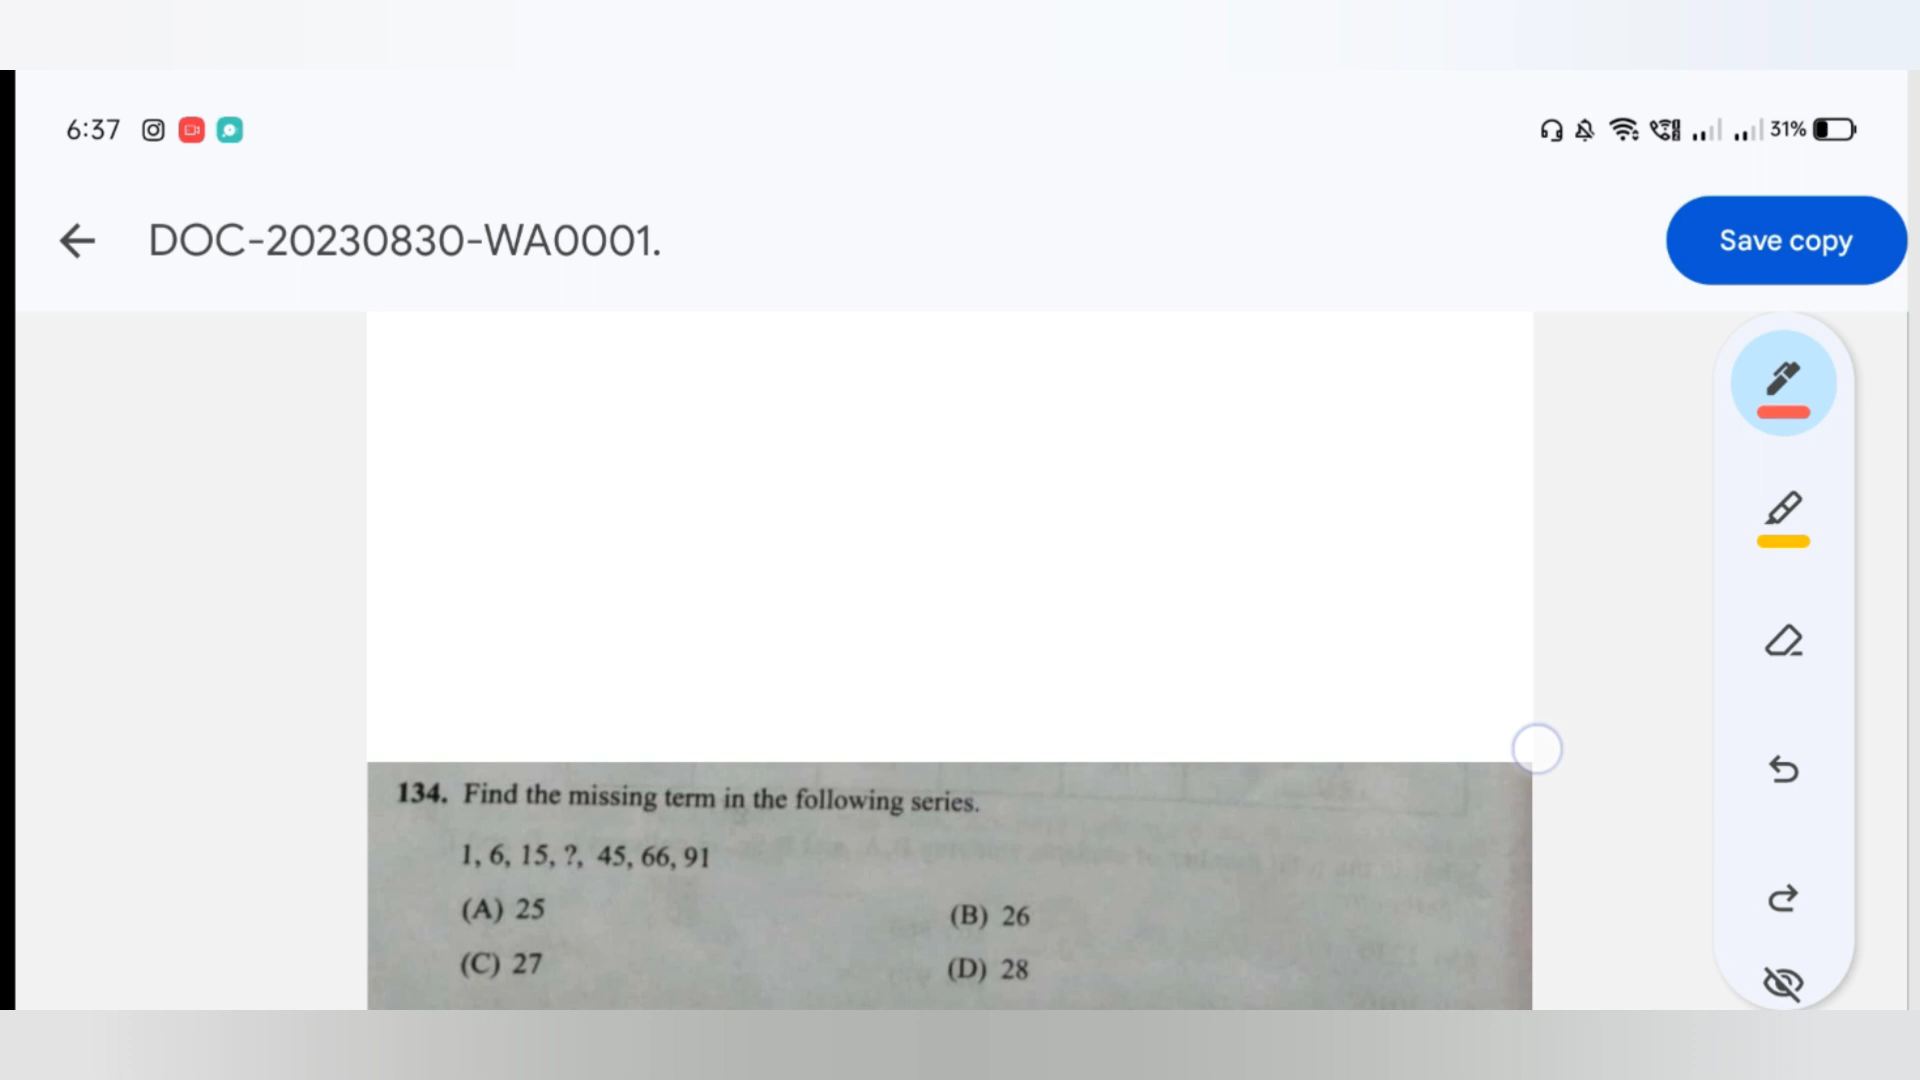 6:37
31%
DOC-20230830-WA0001.
Save copy
134. Find the missing term in the following series.
1, 6, 15, ?, 45, 66, 91
(A) 25
(B) 26
(C) 27
(D) 28